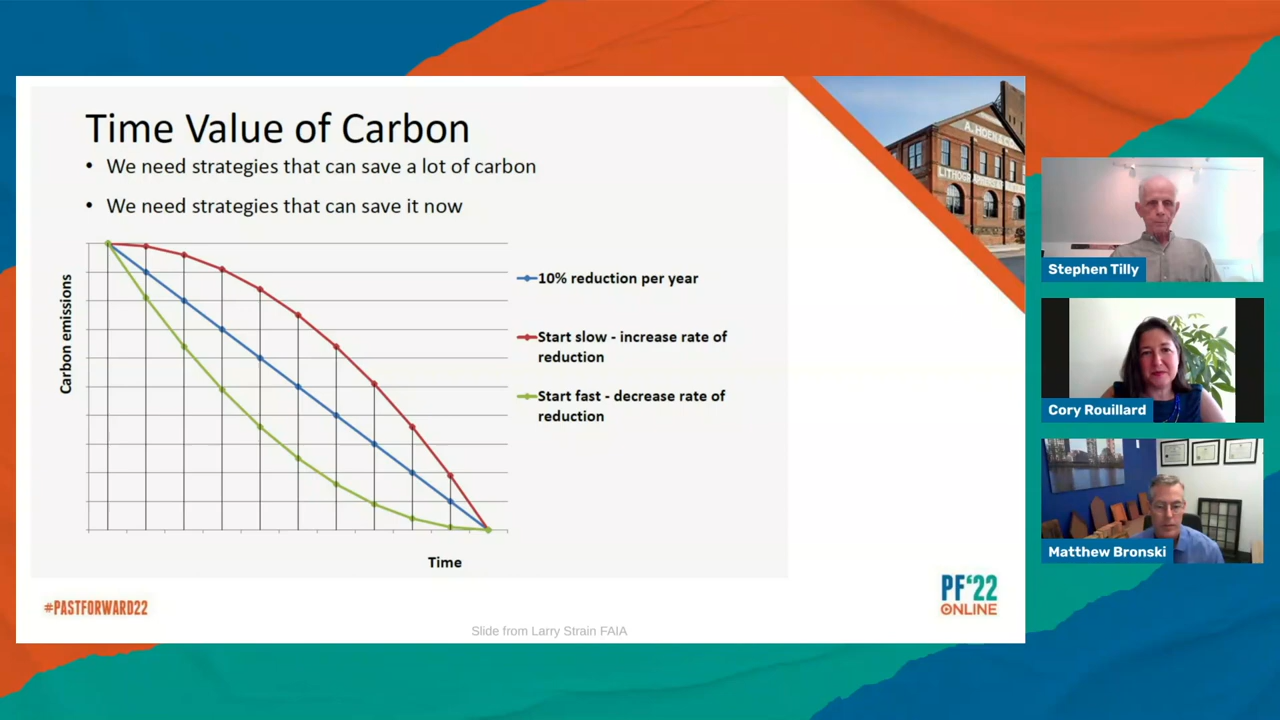 Time Value of Carbon
• We need strategies that can save a lot of carbon
• We need strategies that can save it now
Carbon emissions
10% reduction per year
Start slow - increase rate of
reduction
Start fast - decrease rate of
reduction
Time
#PASTFORWARD22
Slide from Larry Strain FAIA
PF'22
ONLINE
Stephen Tilly
Cory Rouillard
Matthew Bronski